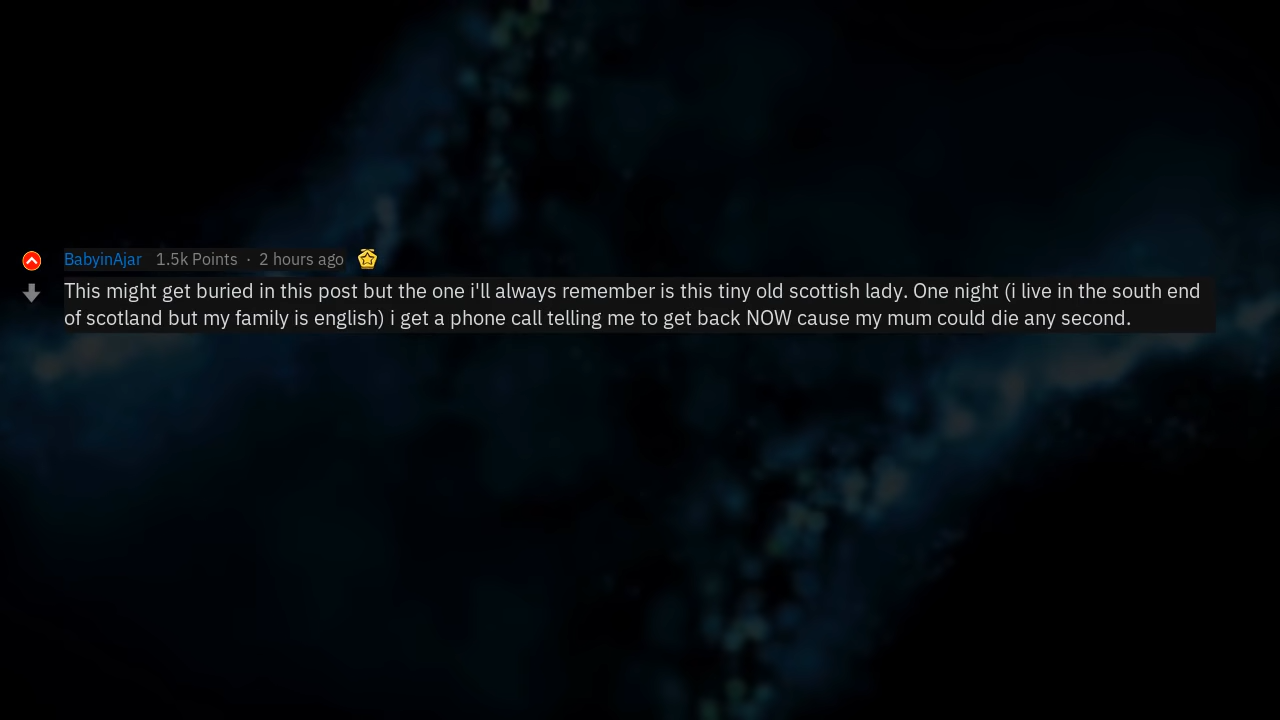 BabyinAjar 1.5k Points · 2 hours ago
This might get buried in this post but the one i'll always remember is this tiny old scottish lady. One night (i live in the south end
of scotland but my family is english) i get a phone call telling me to get back NOW cause my mum could die any second.